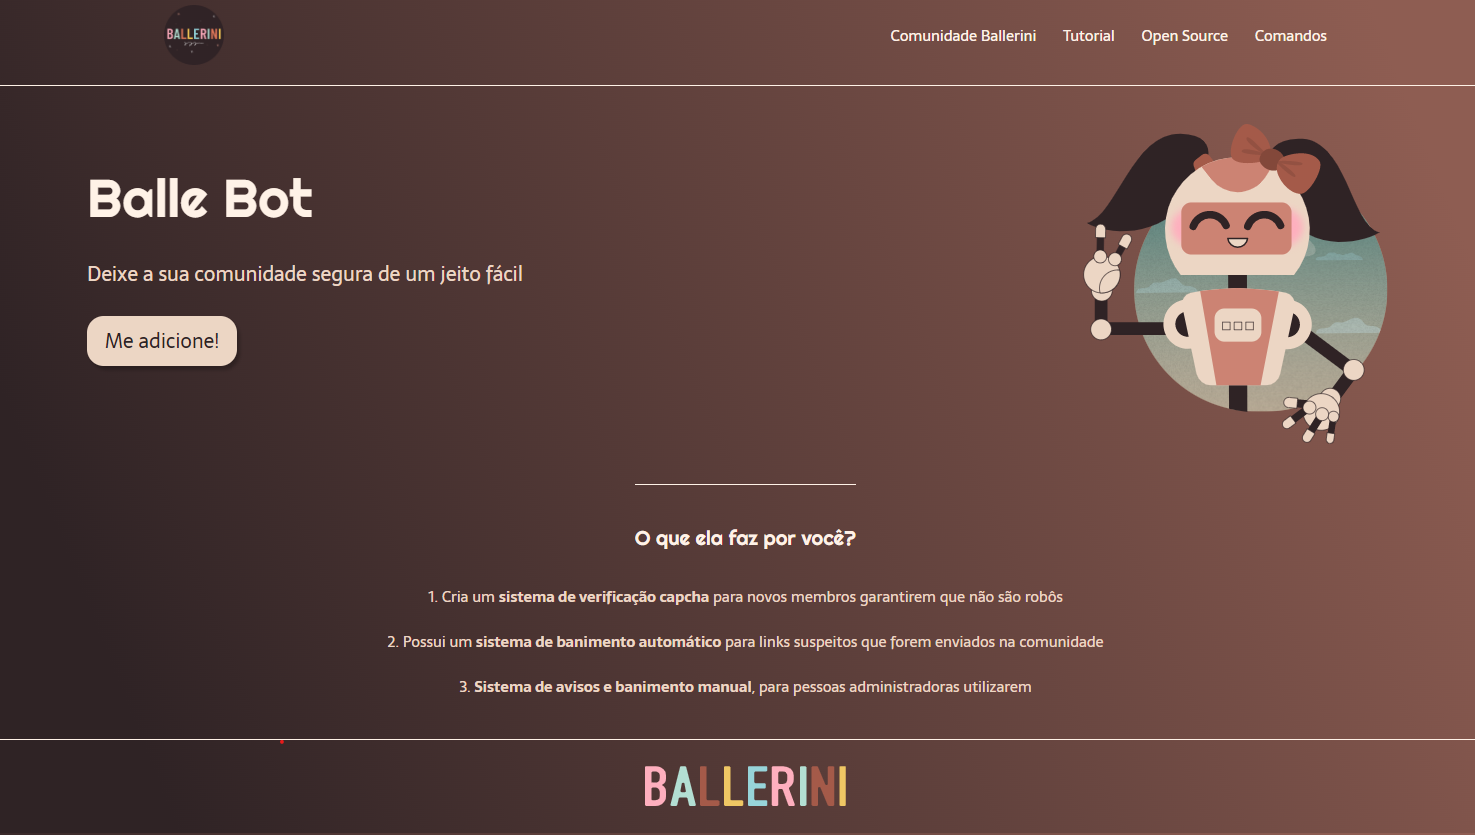 BALLERINI
Comunidade Ballerini Tutorial Open Source Comandos
Balle Bot
Deixe a sua comunidade segura de um jeito fácil
Me adicione!
O que ela faz por você?
1. Cria um sistema de verificação capcha para novos membros garantirem que não são robôs
2. Possui um sistema de banimento automático para links suspeitos que forem enviados na comunidade
3. Sistema de avisos e banimento manual, para pessoas administradoras utilizarem
BALLERINI